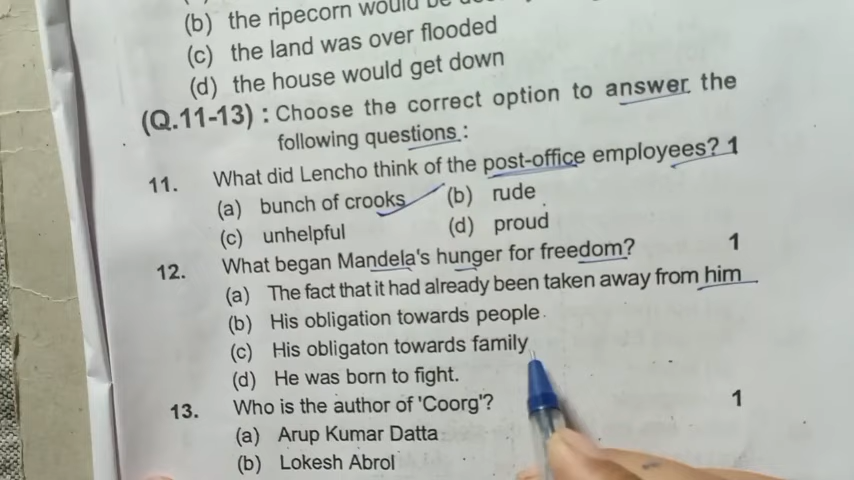 (b) the ripecorn would be
(c) the land was over flooded
(d) the house would get down
(Q.11-13) : Choose the correct option to answer the
following questions :
11. What did Lencho think of the post-office employees? 1
(a) bunch of crooks (b) rude
(c) unhelpful (d) proud
12. What began Mandela's hunger for freedom? 1
(a) The fact that it had already been taken away from him
(b) His obligation towards people
(c) His obligaton towards family
(d) He was born to fight.
13. Who is the author of 'Coorg'? 1
(a) Arup Kumar Datta
(b) Lokesh Abrol